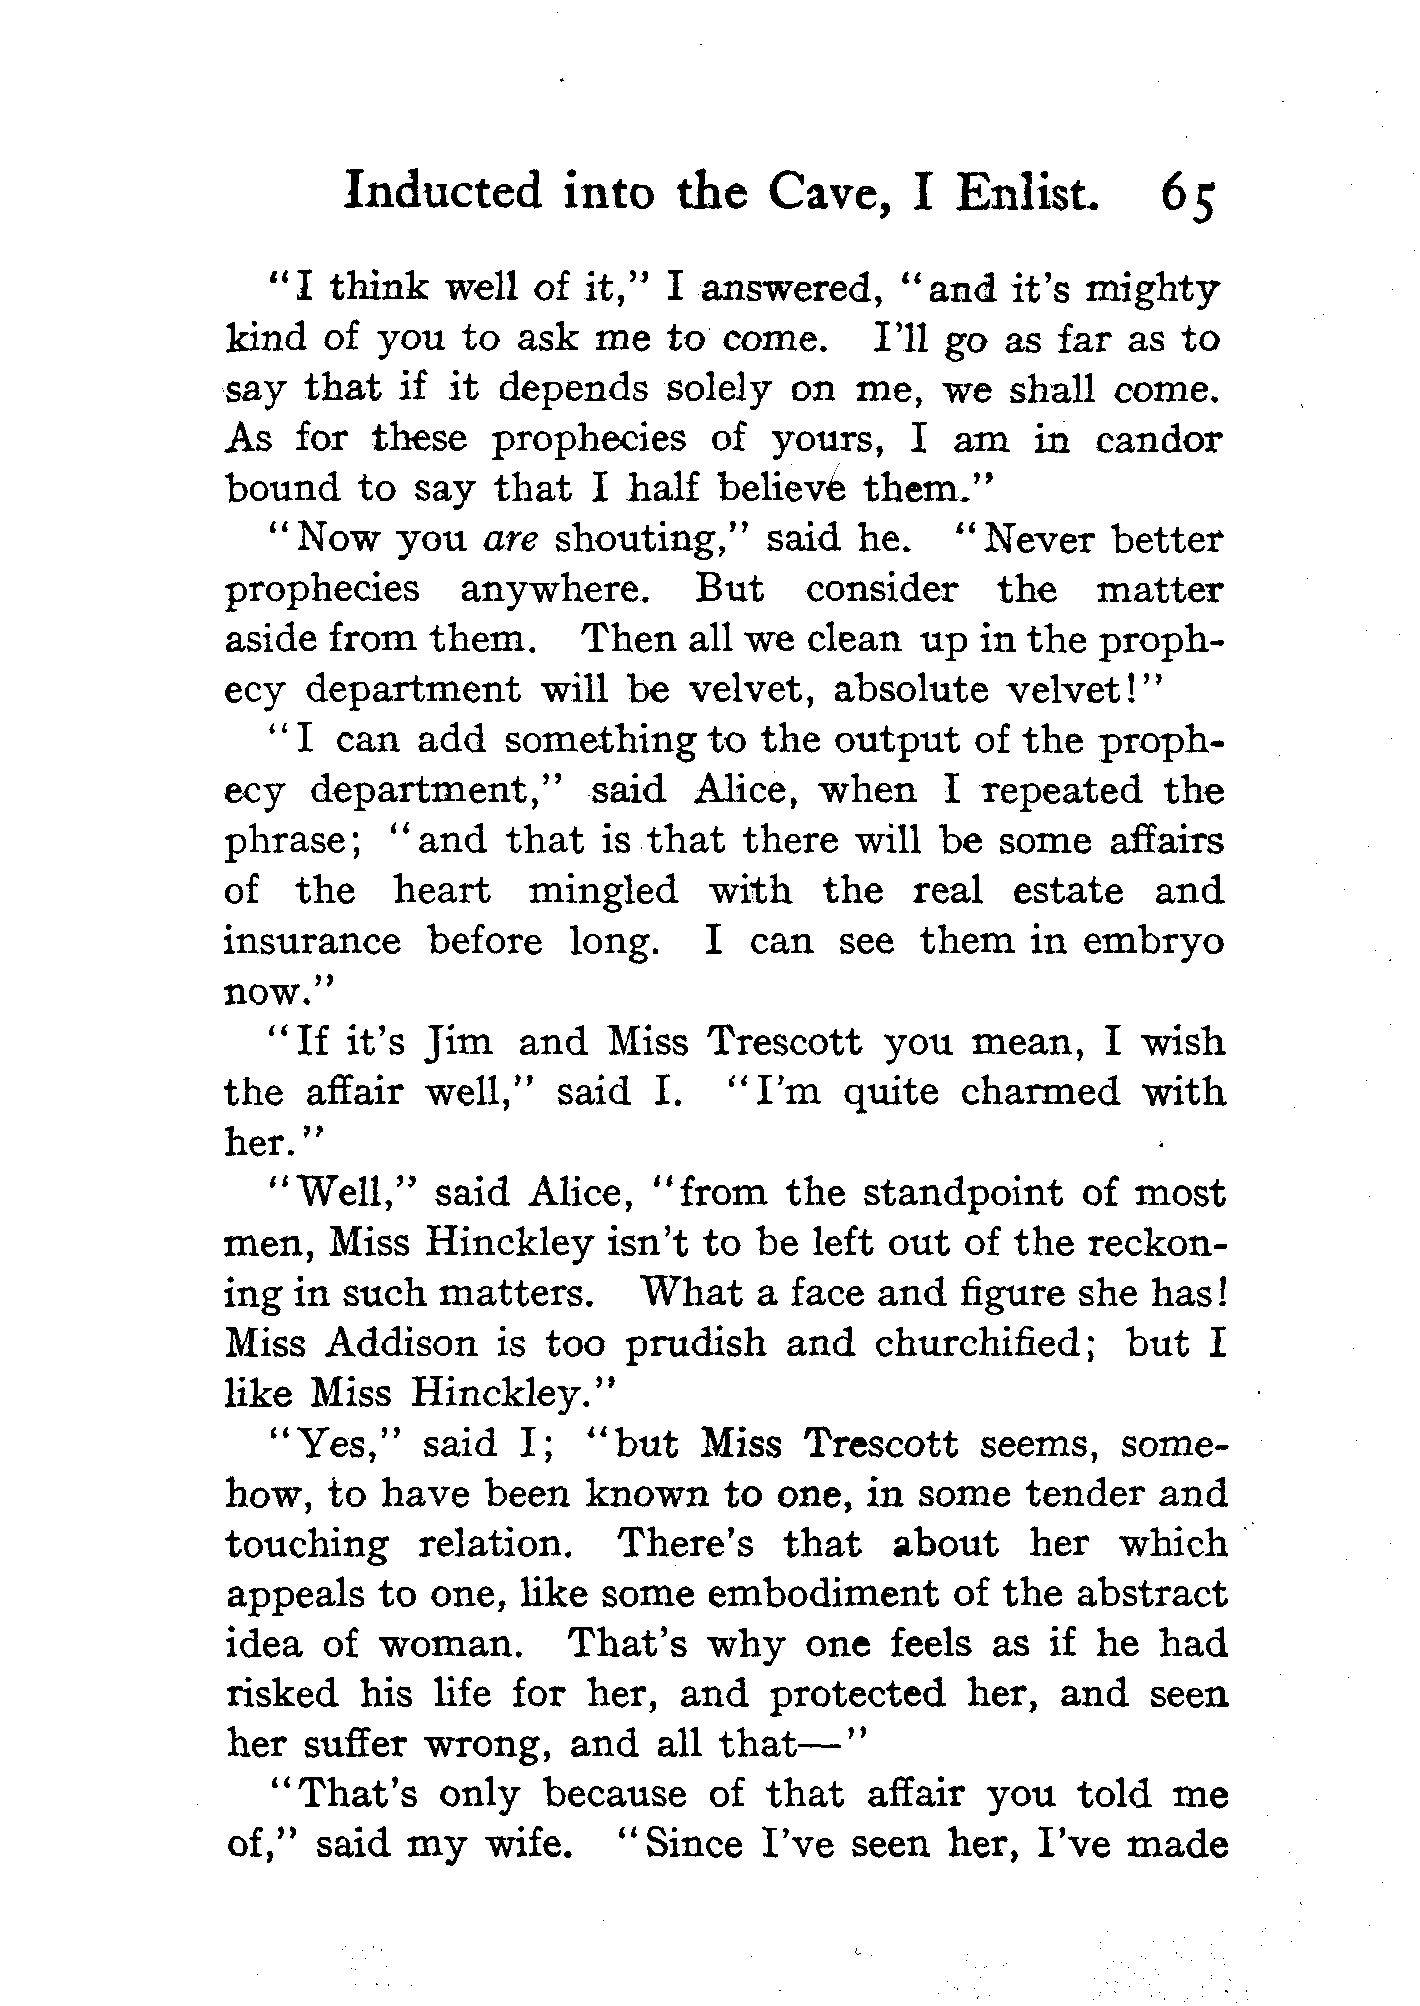 Inducted into the Cave, I Enlist. 65
"I think well of it," I answered, "and it's mighty
kind of you to ask me to come. I'll go as far as to
say that if it depends solely on me, we shall come.
As for these prophecies of yours, I am in candor
bound to say that I half believe them."
"Now you are shouting," said he. "Never better
prophecies anywhere. But consider the matter
aside from them. Then all we clean up in the proph-
ecy department will be velvet, absolute velvet!"
"I can add something to the output of the proph-
ecy department," said Alice, when I repeated the
phrase; "and that is that there will be some affairs
of the heart mingled with the real estate and
insurance before long. I can see them in embryo
now."
"If it's Jim and Miss Trescott you mean, I wish
the affair well," said I. "I'm quite charmed with
her."
"Well," said Alice, "from the standpoint of most
men, Miss Hinckley isn't to be left out of the reckon-
ing in such matters. What a face and figure she has!
Miss Addison is too prudish and churchified; but I
like Miss Hinckley."
"Yes," said I; "but Miss Trescott seems, some-
how, to have been known to one, in some tender and
touching relation. There's that about her which
appeals to one, like some embodiment of the abstract
idea of woman. That's why one feels as if he had
risked his life for her, and protected her, and seen
her suffer wrong, and all that—"
"That's only because of that affair you told me
of," said my wife. "Since I've seen her, I've made